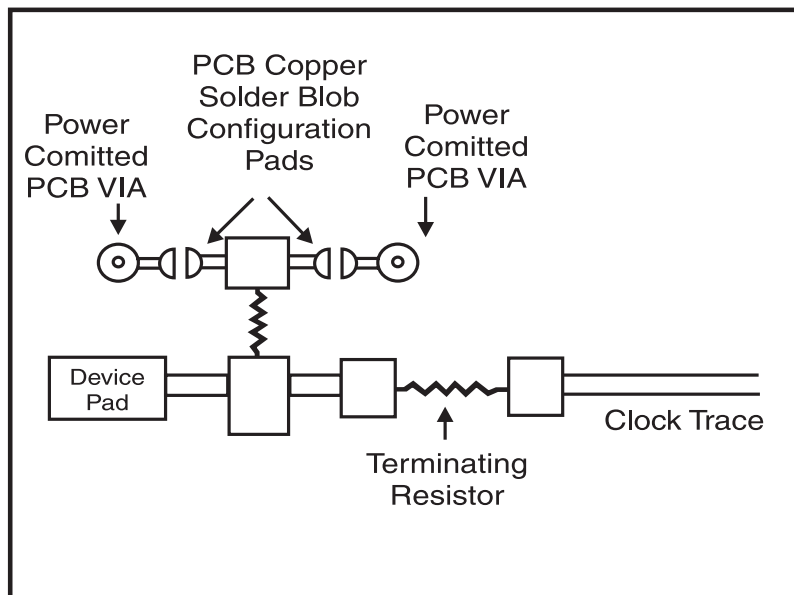 PCB Copper
Solder Blob
Configuration
Pads
Power
Comitted
PCB VIA
Power
Comitted
PCB VIA
Device
Pad
Clock Trace
Terminating
Resistor